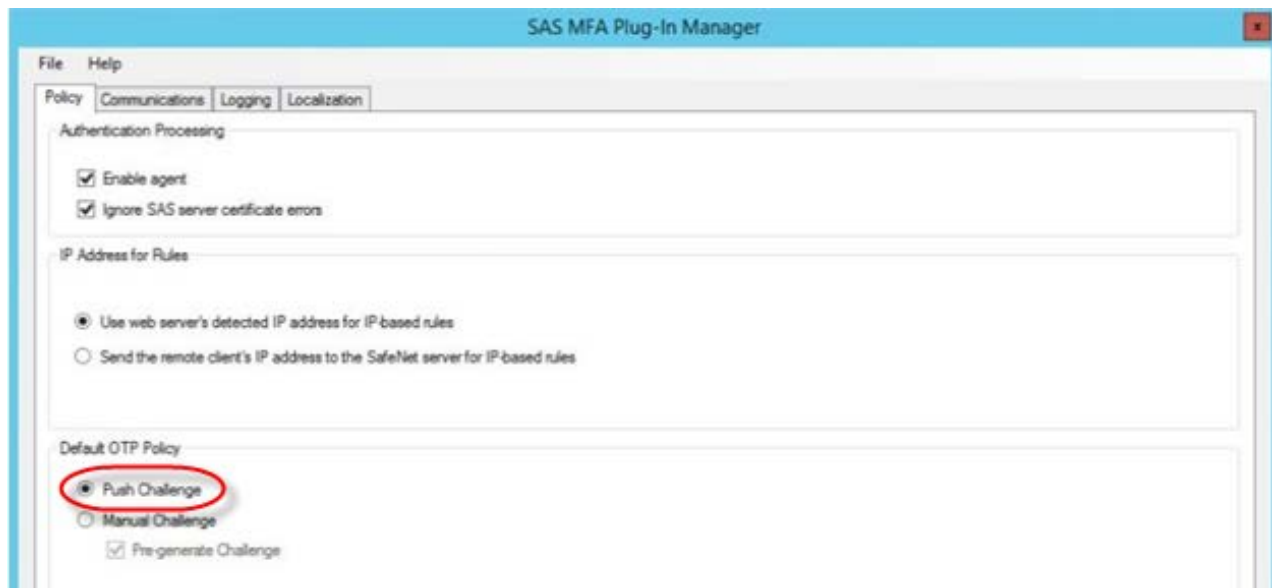 SAS MFA Plug-In Manager
x
File Help
Policy Communications Logging Localization
Authentication Processing
Enable agent
Ignore SAS server certificate errors
IP Address for Rules
Use web server's detected IP address for IP-based rules
Send the remote client's IP address to the SafeNet server for IP-based rules
Default OTP Policy
Push Challenge
Manual Challenge
Pre-generate Challenge